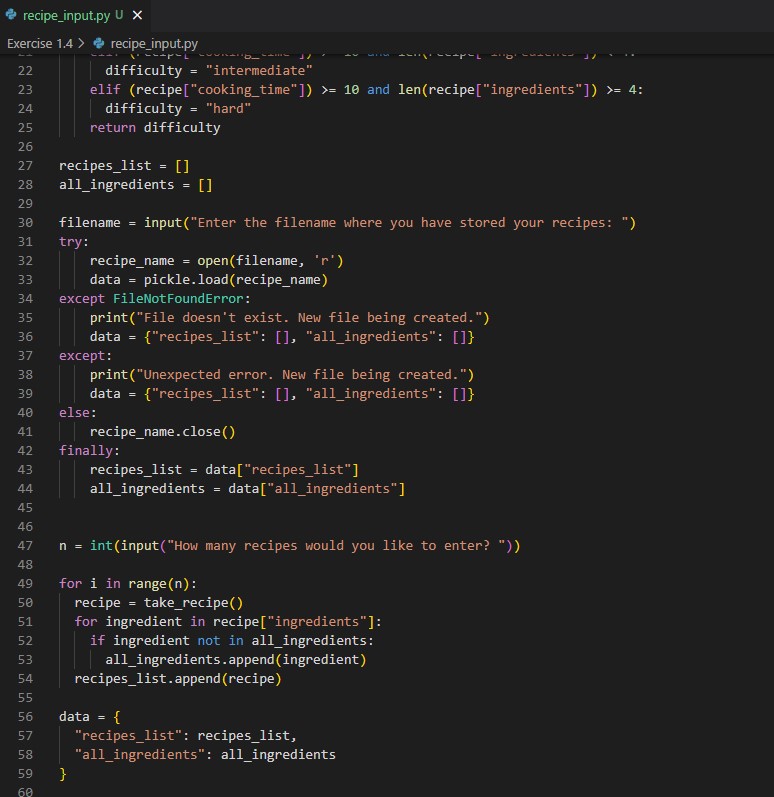 recipe_input.py U ×
Exercise 1.4 > recipe_input.py
22 difficulty = "intermediate"
23 elif (recipe["cooking_time"]) >= 10 and len(recipe["ingredients"]) >= 4:
24 difficulty = "hard"
25 return difficulty
26
27 recipes_list = []
28 all_ingredients = []
29
30 filename = input("Enter the filename where you have stored your recipes: ")
31 try:
32 recipe_name = open(filename, 'r')
33 data = pickle.load(recipe_name)
34 except FileNotFoundError:
35 print("File doesn't exist. New file being created.")
36 data = {"recipes_list": [], "all_ingredients": []}
37 except:
38 print("Unexpected error. New file being created.")
39 data = {"recipes_list": [], "all_ingredients": []}
40 else:
41 recipe_name.close()
42 finally:
43 recipes_list = data["recipes_list"]
44 all_ingredients = data["all_ingredients"]
45
46
47 n = int(input("How many recipes would you like to enter? "))
48
49 for i in range(n):
50 recipe = take_recipe()
51 for ingredient in recipe["ingredients"]:
52 if ingredient not in all_ingredients:
53 all_ingredients.append(ingredient)
54 recipes_list.append(recipe)
55
56 data = {
57 "recipes_list": recipes_list,
58 "all_ingredients": all_ingredients
59 }
60